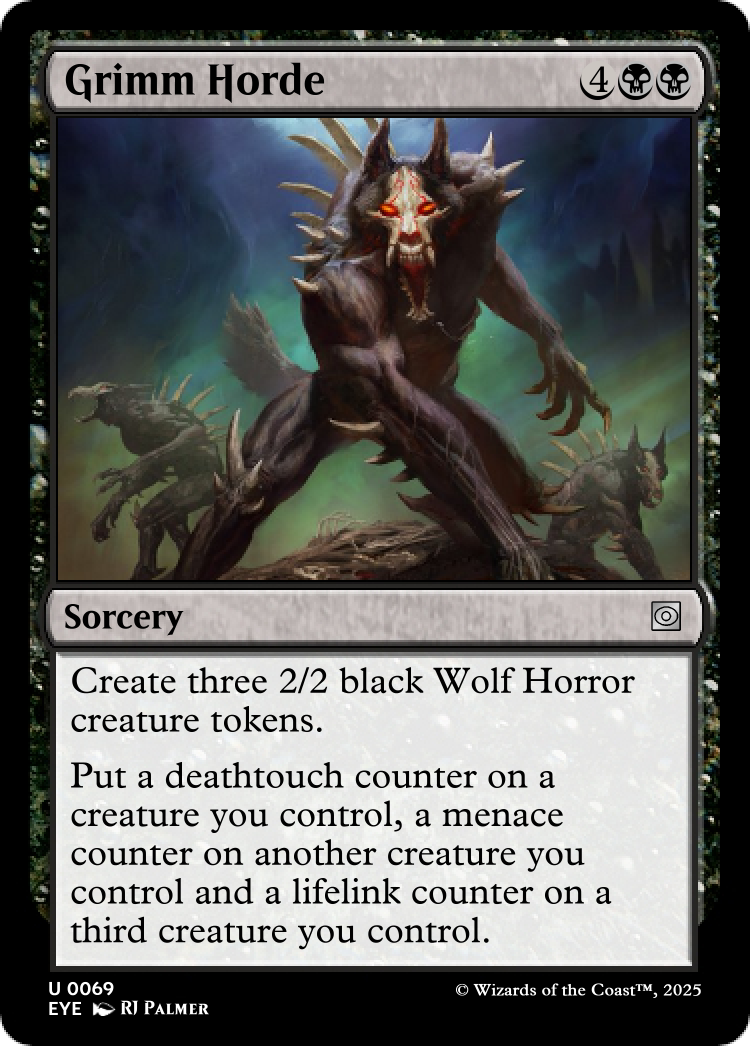 Grimm Horde 4
Sorcery
Create three 2/2 black Wolf Horror
creature tokens.
Put a deathtouch counter on a
creature you control, a menace
counter on another creature you
control and a lifelink counter on a
third creature you control.
U 0069
EYE RJ Palmer
© Wizards of the Coast™, 2025